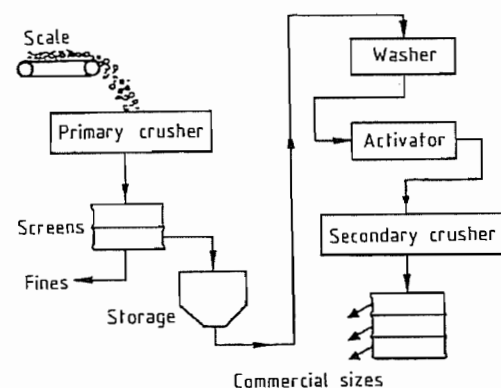 Scale
Primary crusher
Screens
Fines
Storage
Washer
Activator
Secondary crusher
Commercial sizes